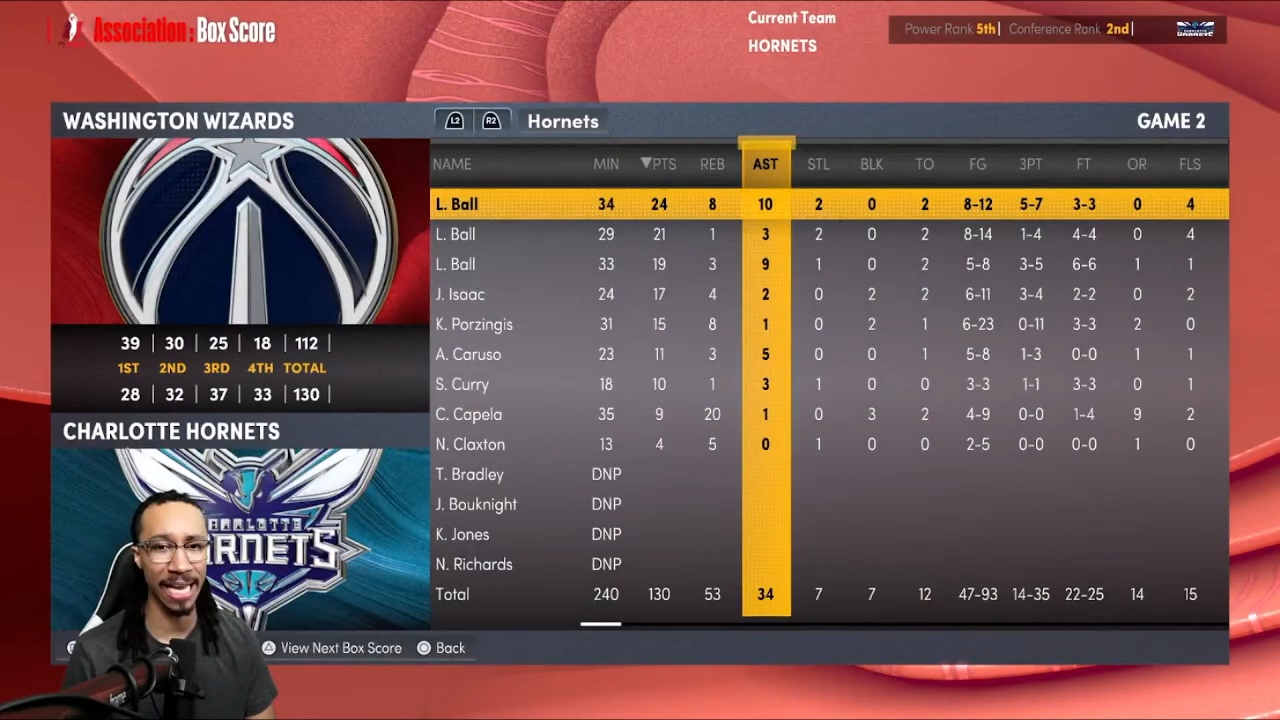 Association : Box Score
Current Team
HORNETS
Power Rank 5th | Conference Rank 2nd |
WASHINGTON WIZARDS
L2 R2 Hornets GAME 2
NAME MIN ▼PTS REB AST STL BLK TO FG 3PT FT OR FLS
L. Ball 34 24 8 10 2 0 2 8-12 5-7 3-3 0 4
L. Ball 29 21 1 3 2 0 2 8-14 1-4 4-4 0 4
L. Ball 33 19 3 9 1 0 2 5-8 3-5 6-6 1 1
J. Isaac 24 17 4 2 0 2 2 6-11 3-4 2-2 0 2
K. Porzingis 31 15 8 1 0 2 1 6-23 0-11 3-3 2 0
A. Caruso 23 11 3 5 0 0 1 5-8 1-3 0-0 1 1
S. Curry 18 10 1 3 1 0 0 3-3 1-1 3-3 0 1
C. Capela 35 9 20 1 0 3 2 4-9 0-0 1-4 9 2
N. Claxton 13 4 5 0 1 0 0 2-5 0-0 0-0 1 0
T. Bradley DNP
J. Bouknight DNP
K. Jones DNP
N. Richards DNP
Total 240 130 53 34 7 7 12 47-93 14-35 22-25 14 15
39 | 30 | 25 | 18 | 112 |
1ST 2ND 3RD 4TH TOTAL
28 | 32 | 37 | 33 | 130 |
CHARLOTTE HORNETS
CHARLOTTE
View Next Box Score Back